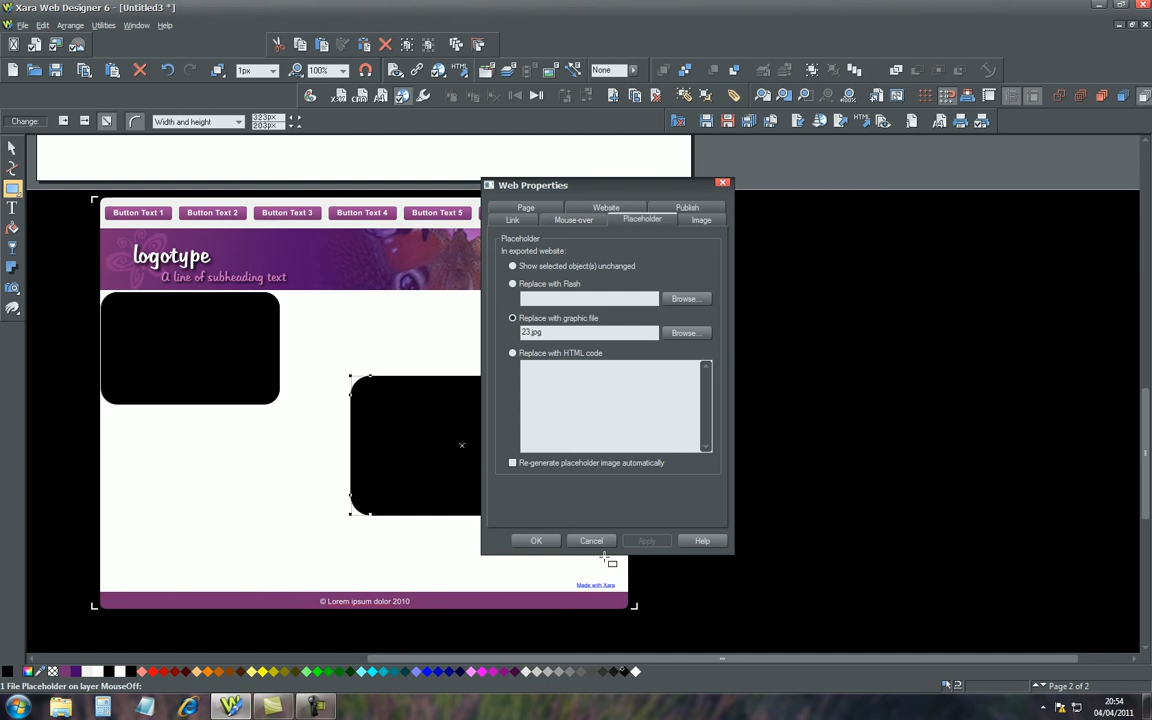 Xara Web Designer 6 - [Untitled3 *]
File Edit Arrange Utilities Window Help
1px 100% None
Change: Width and height 323px
203px
Web Properties
Page Website Publish
Link Mouse-over Placeholder Image
Placeholder
In exported website:
Show selected object(s) unchanged
Replace with Flash
Browse...
Replace with graphic file
23.jpg Browse...
Replace with HTML code
Re-generate placeholder image automatically
OK Cancel Apply Help
Button Text 1 Button Text 2 Button Text 3 Button Text 4 Button Text 5
logotype
A line of subheading text
Made with Xara
© Lorem ipsum dolor 2010
1 File Placeholder on layer MouseOff: Page 2 of 2
20:54
04/04/2011